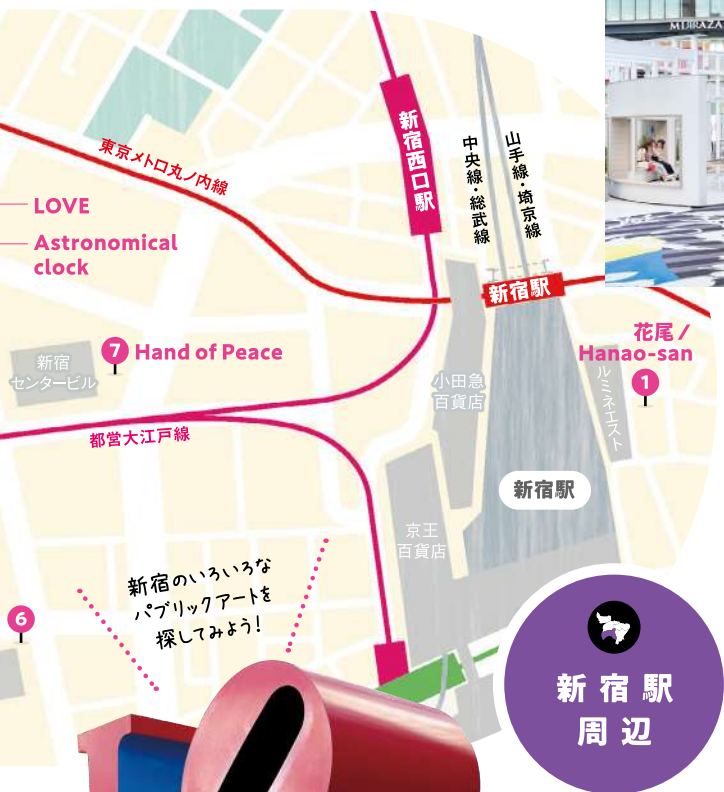 MIIRAZA
新宿西口駅
中央線・総武線
山手線・埼京線
東京メトロ丸ノ内線
LOVE
Astronomical
clock
新宿駅
花尾 /
Hanao-san
1
7 Hand of Peace
新宿
センタービル
小田急
百貨店
ルミネエスト
都営大江戸線
新宿駅
京王
百貨店
新宿のいろいろな
パブリックアートを
探してみよう!
6
新宿駅
周辺